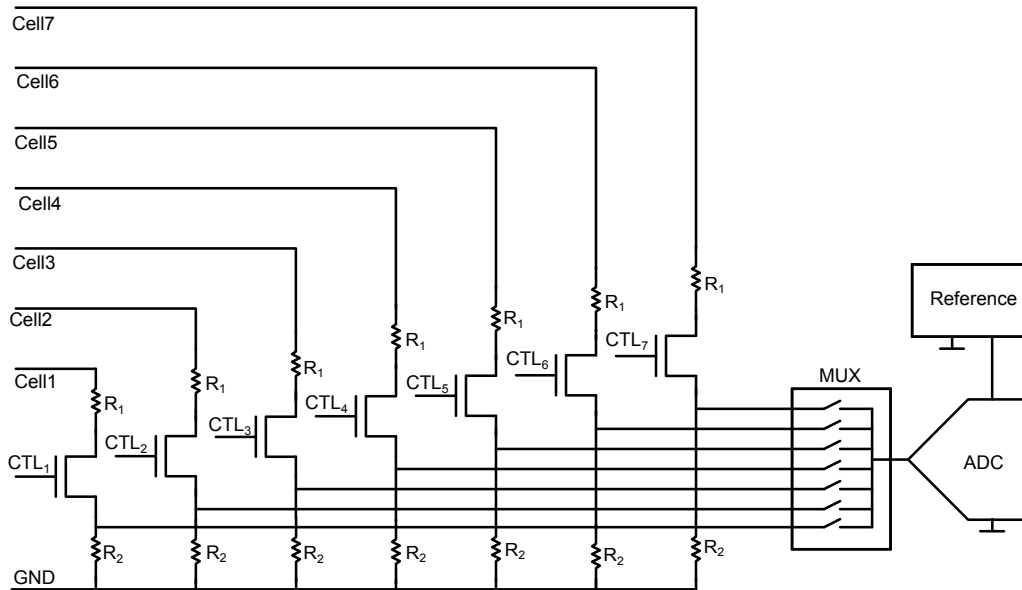 Cell7
Cell6
Cell5
Cell4
Cell3
Cell2
Cell1
R₁
R₁
R₁
R₁
R₁
R₁
R₁
CTL₁
CTL₂
CTL₃
CTL₄
CTL₅
CTL₆
CTL₇
R₂
R₂
R₂
R₂
R₂
R₂
R₂
GND
MUX
Reference
ADC